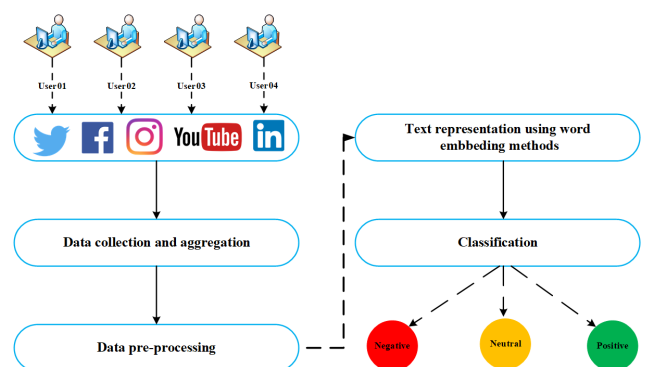 User01
User02
User03
User04
YouTube
in
Text representation using word
embbeding methods
Data collection and aggregation
Classification
Data pre-processing
Negative
Neutral
Positive